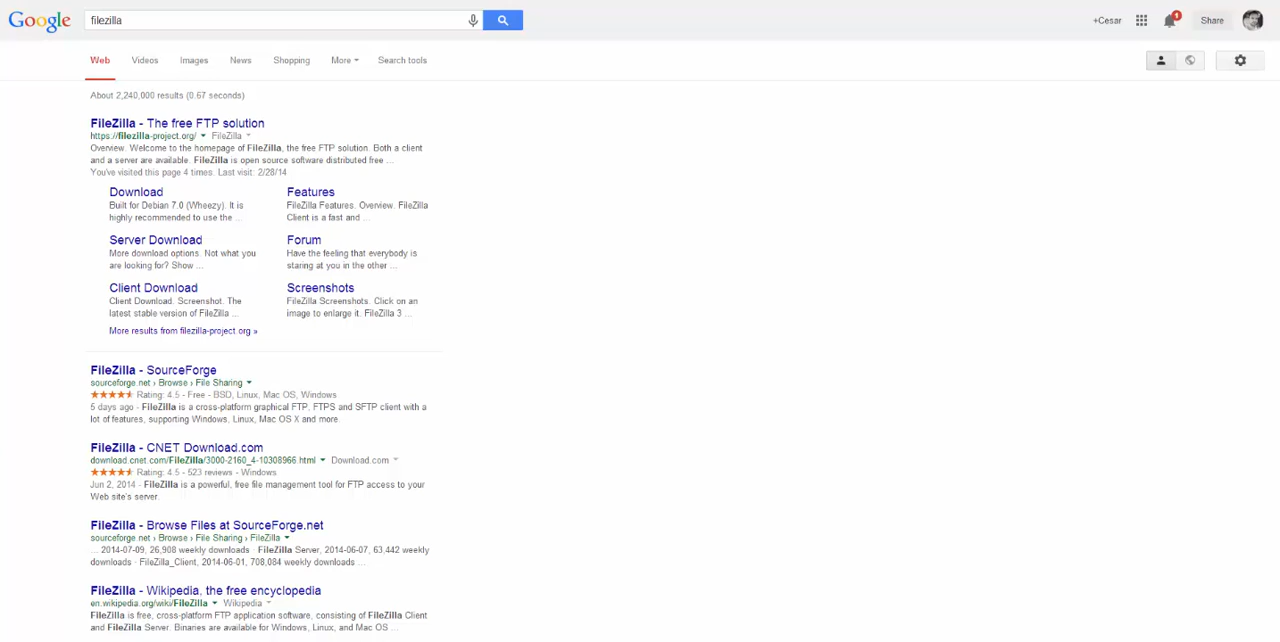 Google
filezilla
+Cesar
1
Share
Web Videos Images News Shopping More Search tools
About 2,240,000 results (0.67 seconds)
FileZilla - The free FTP solution
https://filezilla-project.org/ FileZilla
Overview. Welcome to the homepage of FileZilla, the free FTP solution. Both a client
and a server are available. FileZilla is open source software distributed free ...
You've visited this page 4 times. Last visit: 2/28/14
Download
Built for Debian 7.0 (Wheezy). It is
highly recommended to use the ...
Features
FileZilla Features. Overview. FileZilla
Client is a fast and ...
Server Download
More download options. Not what you
are looking for? Show ...
Forum
Have the feeling that everybody is
staring at you in the other ...
Client Download
Client Download. Screenshot. The
latest stable version of FileZilla ...
Screenshots
FileZilla Screenshots. Click on an
image to enlarge it. FileZilla 3 ...
More results from filezilla-project.org »
FileZilla - SourceForge
sourceforge.net › Browse › File Sharing
Rating: 4.5 - Free - BSD, Linux, Mac OS, Windows
5 days ago - FileZilla is a cross-platform graphical FTP, FTPS and SFTP client with a
lot of features, supporting Windows, Linux, Mac OS X and more.
FileZilla - CNET Download.com
download.cnet.com/FileZilla/3000-2160_4-10308966.html Download.com
Rating: 4.5 - 523 reviews - Windows
Jun 2, 2014 - FileZilla is a powerful, free file management tool for FTP access to your
Web site's server.
FileZilla - Browse Files at SourceForge.net
sourceforge.net › Browse › File Sharing › FileZilla
... 2014-07-09, 26,908 weekly downloads · FileZilla Server, 2014-06-07, 63,442 weekly
downloads · FileZilla_Client, 2014-06-01, 708,084 weekly downloads ...
FileZilla - Wikipedia, the free encyclopedia
en.wikipedia.org/wiki/FileZilla Wikipedia
FileZilla is free, cross-platform FTP application software, consisting of FileZilla Client
and FileZilla Server. Binaries are available for Windows, Linux, and Mac OS ...